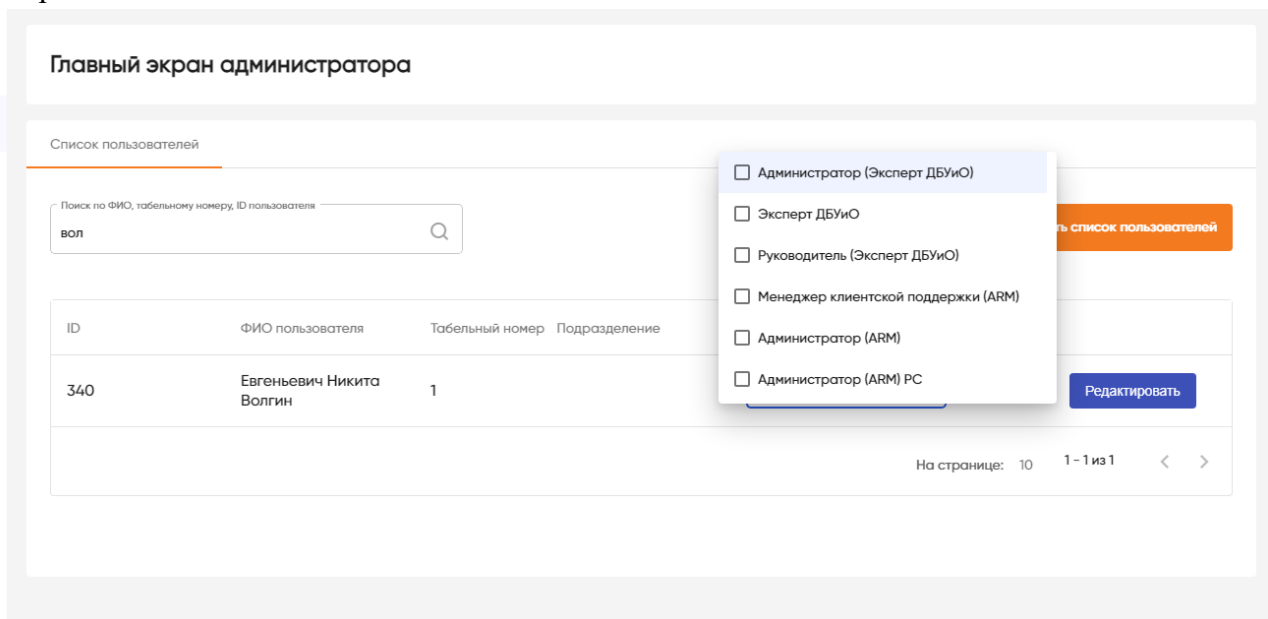 Главный экран администратора
Список пользователей
Администратор (Эксперт ДБУиО)
Поиск по ФИО, табельному номеру, ID пользователя
вол
Эксперт ДБУиО
список пользователей
Руководитель (Эксперт ДБУиО)
Менеджер клиентской поддержки (ARM)
ID ФИО пользователя Табельный номер Подразделение
Администратор (ARM)
Администратор (ARM) РС
340 Евгеньевич Никита 1 Редактировать
Волгин
На странице: 10 1 - 1 из 1